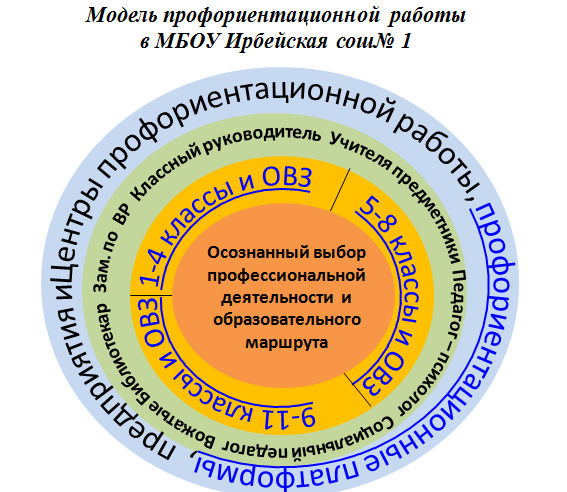 Модель профориентационной работы
в МБОУ Ирбейская сош№ 1
предприятия иЦентры профориентационной работы, профориентационные платформы,
Зам. по ВР Классный руководитель Учителя предметники Педагог–психолог Социальный педагог Вожатые Библиотекар
1-4 классы и ОВЗ
5-8 классы и ОВЗ
9-11 классы и ОВЗ
Осознанный выбор
профессиональной
деятельности и
образовательного
маршрута